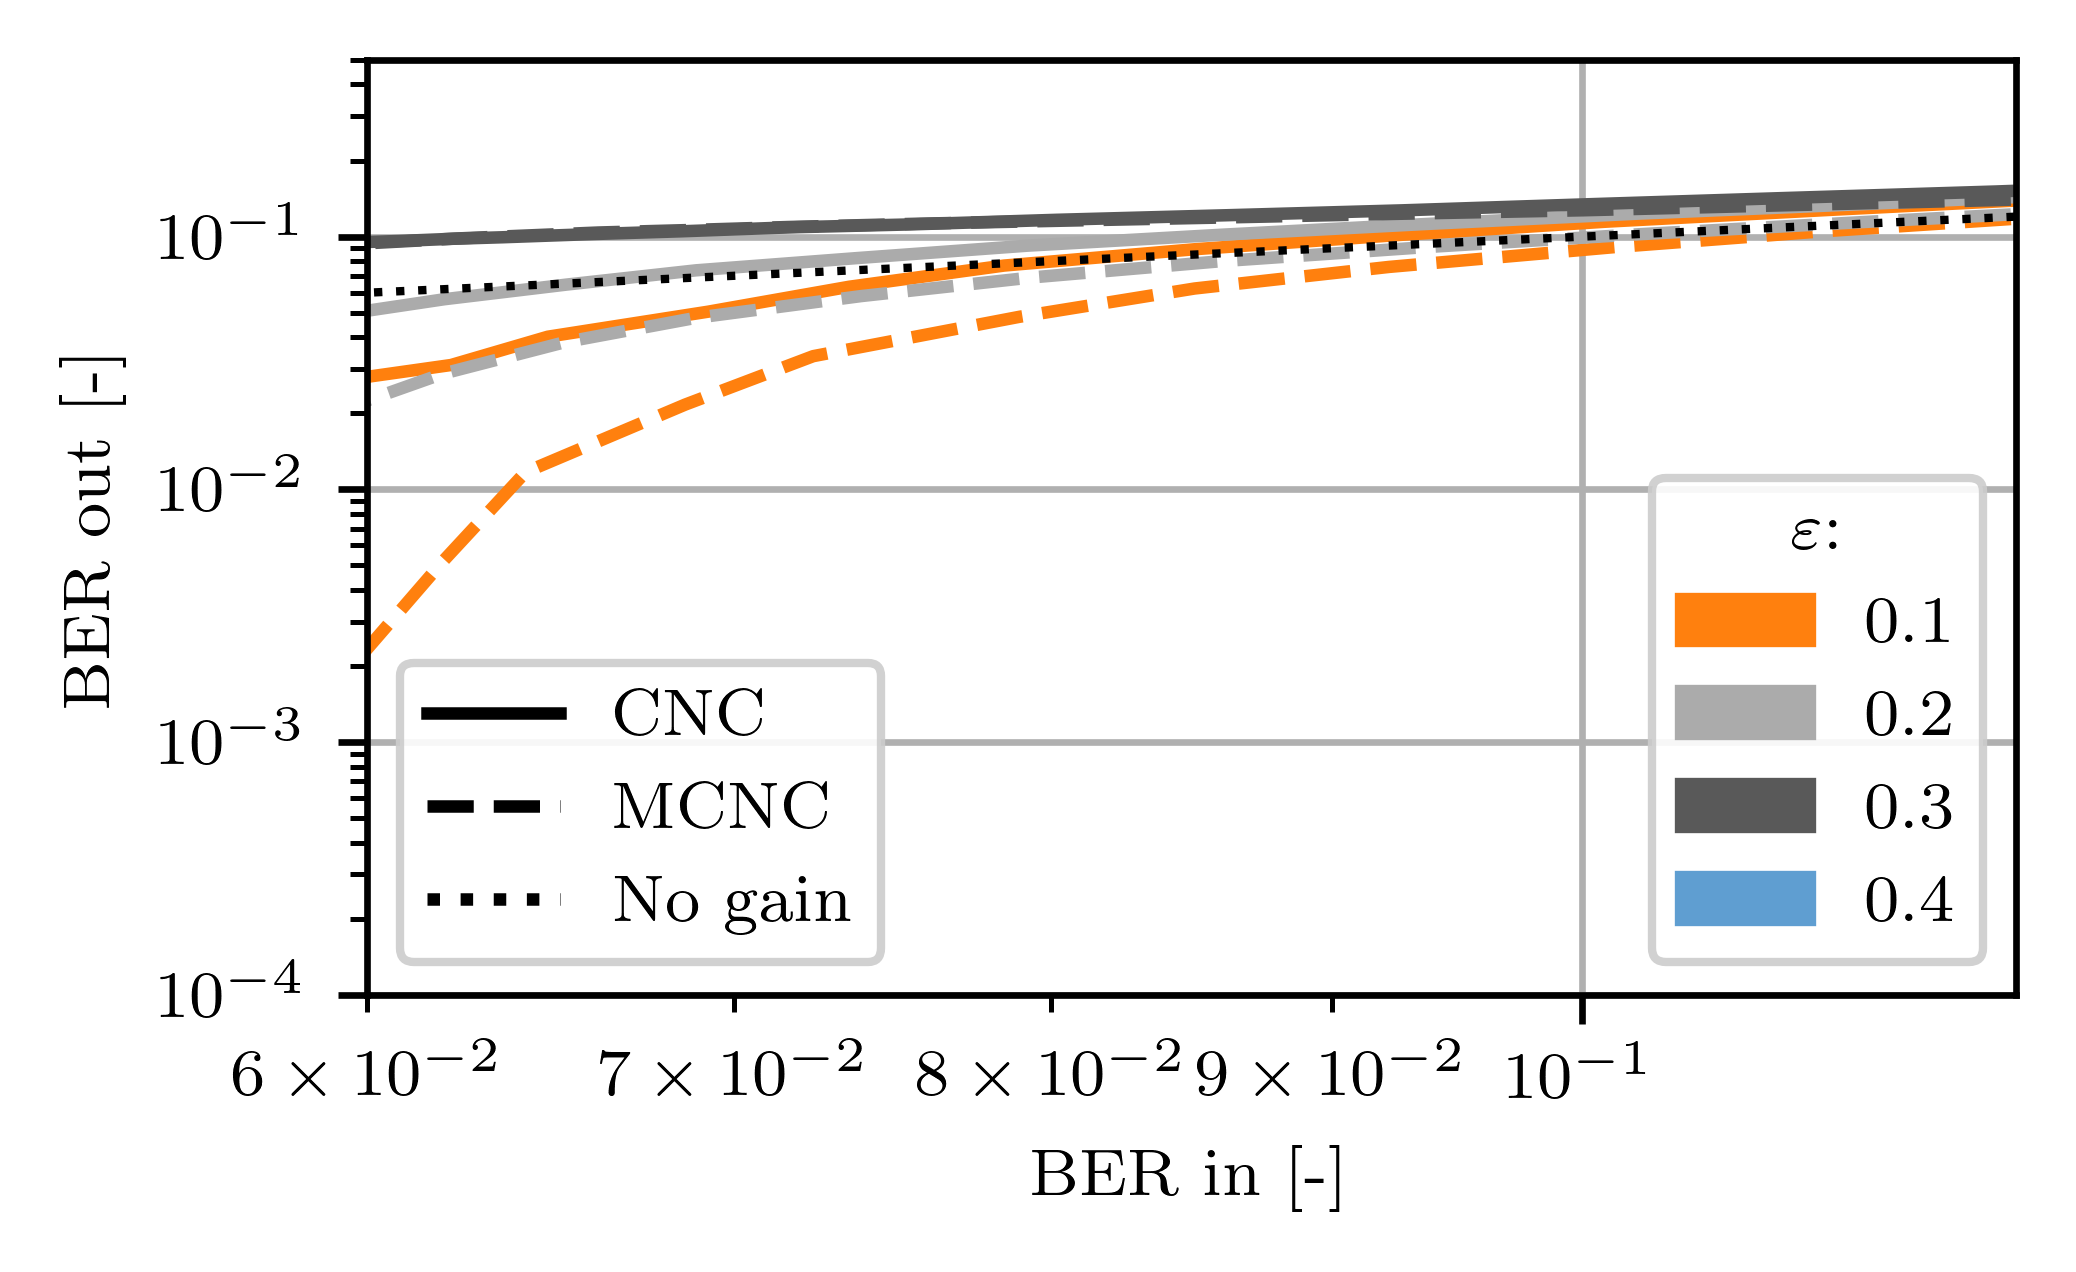 10⁻¹
10⁻²
10⁻³
10⁻⁴
BER out [-]
CNC
MCNC
No gain
ε:
0.1
0.2
0.3
0.4
6 × 10⁻² 7 × 10⁻² 8 × 10⁻² 9 × 10⁻² 10⁻¹
BER in [-]